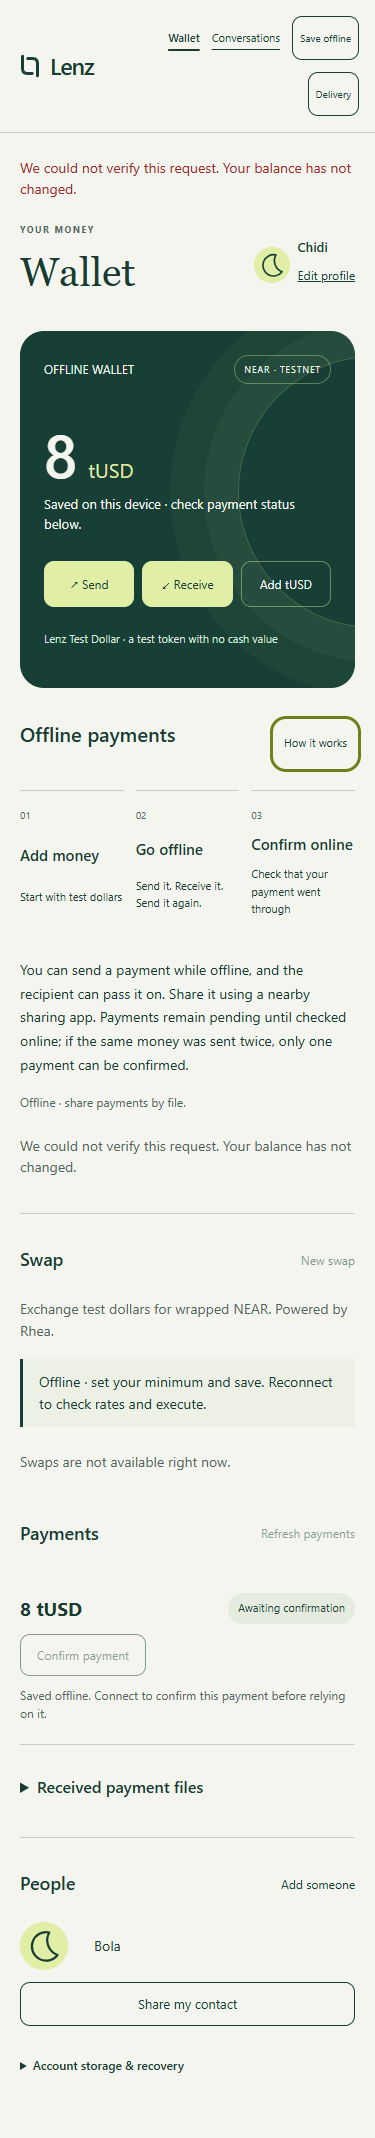 Lenz
Wallet
Conversations
Save offline
Delivery
We could not verify this request. Your balance has not
changed.
YOUR MONEY
Wallet
Chidi
Edit profile
OFFLINE WALLET
NEAR · TESTNET
8 tUSD
Saved on this device · check payment status
below.
↗ Send
↙ Receive
Add tUSD
Lenz Test Dollar · a test token with no cash value
Offline payments
How it works
01
Add money
Start with test dollars
02
Go offline
Send it. Receive it.
Send it again.
03
Confirm online
Check that your
payment went
through
You can send a payment while offline, and the
recipient can pass it on. Share it using a nearby
sharing app. Payments remain pending until checked
online; if the same money was sent twice, only one
payment can be confirmed.
Offline · share payments by file.
We could not verify this request. Your balance has not
changed.
Swap
New swap
Exchange test dollars for wrapped NEAR. Powered by
Rhea.
Offline · set your minimum and save. Reconnect
to check rates and execute.
Swaps are not available right now.
Payments
Refresh payments
8 tUSD
Awaiting confirmation
Confirm payment
Saved offline. Connect to confirm this payment before relying
on it.
Received payment files
People
Add someone
Bola
Share my contact
Account storage & recovery